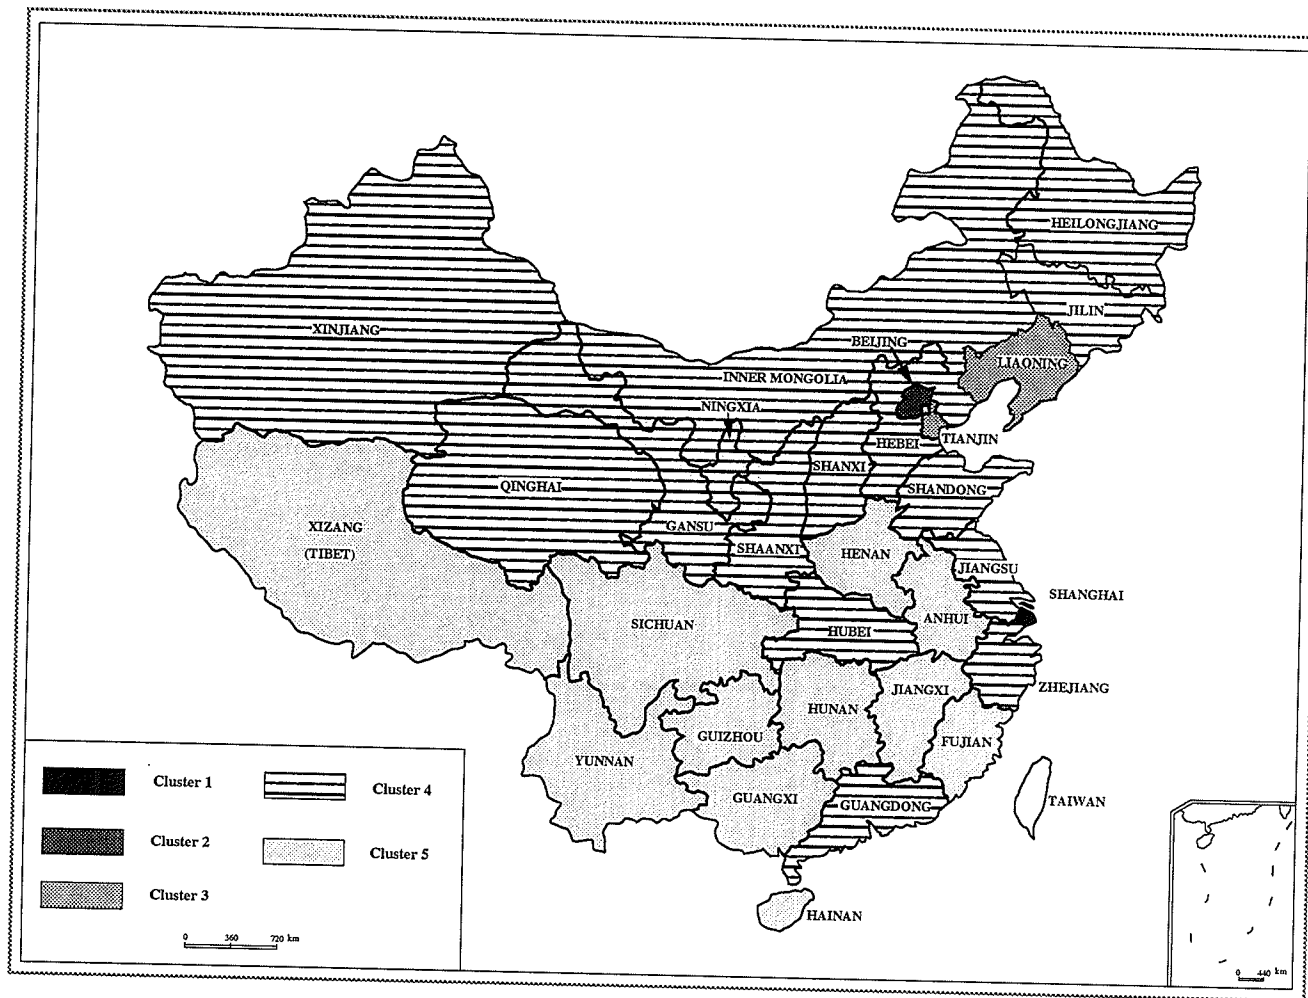 HEILONGJIANG
JILIN
XINJIANG
BEIJING
LIAONING
INNER MONGOLIA
NINGXIA
HEBEI
TIANJIN
SHANXI
QINGHAI
SHANDONG
GANSU
XIZANG
(TIBET)
SHAANXI
HENAN
JIANGSU
SHANGHAI
SICHUAN
HUBEI
ANHUI
ZHEJIANG
JIANGXI
HUNAN
GUIZHOU
FUJIAN
YUNNAN
GUANGXI
GUANGDONG
TAIWAN
HAINAN
Cluster 1
Cluster 2
Cluster 3
Cluster 4
Cluster 5
0 360 720 km
0 440 km